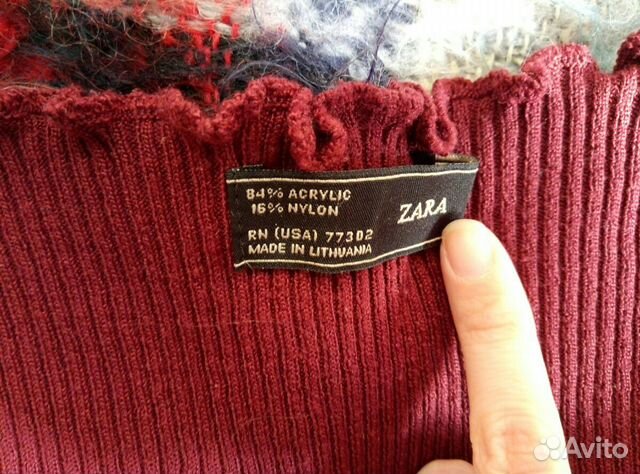 84% ACRYLIC
16% NYLON
ZARA
RN (USA) 77302
MADE IN LITHUANIA
Avito